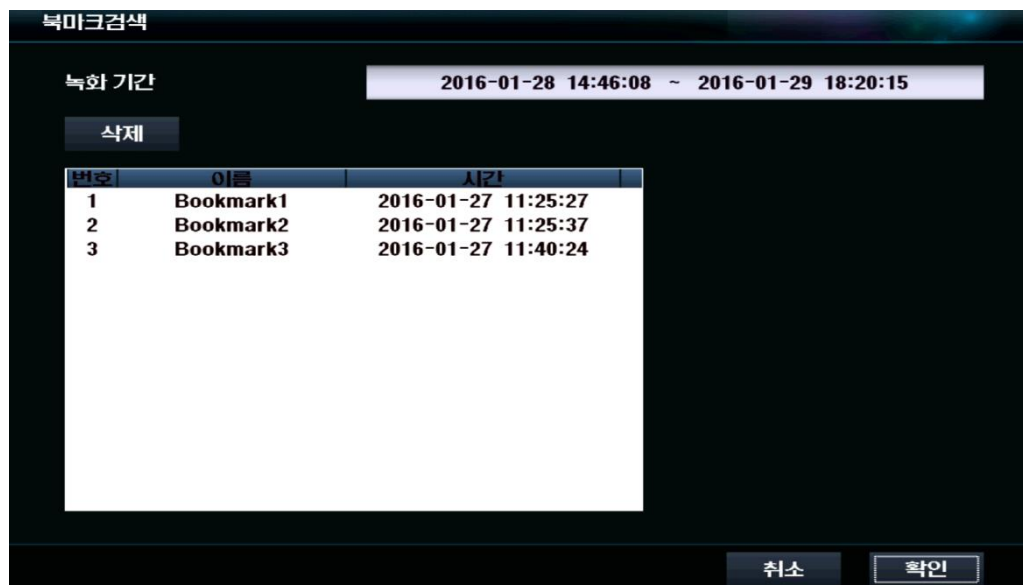 북마크검색
녹화 기간 2016-01-28 14:46:08 ~ 2016-01-29 18:20:15
삭제
번호 이름 시간
1 Bookmark1 2016-01-27 11:25:27
2 Bookmark2 2016-01-27 11:25:37
3 Bookmark3 2016-01-27 11:40:24
취소 확인